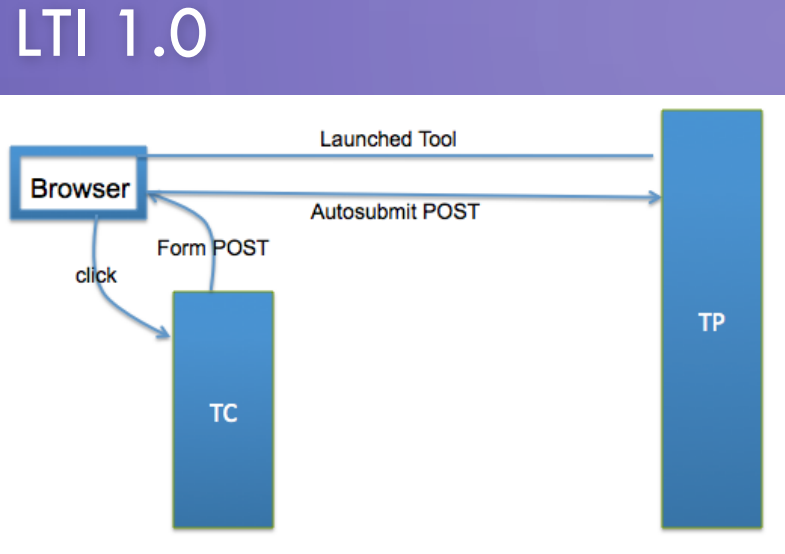 LTI 1.0
Launched Tool
Browser
Autosubmit POST
Form POST
click
TP
TC